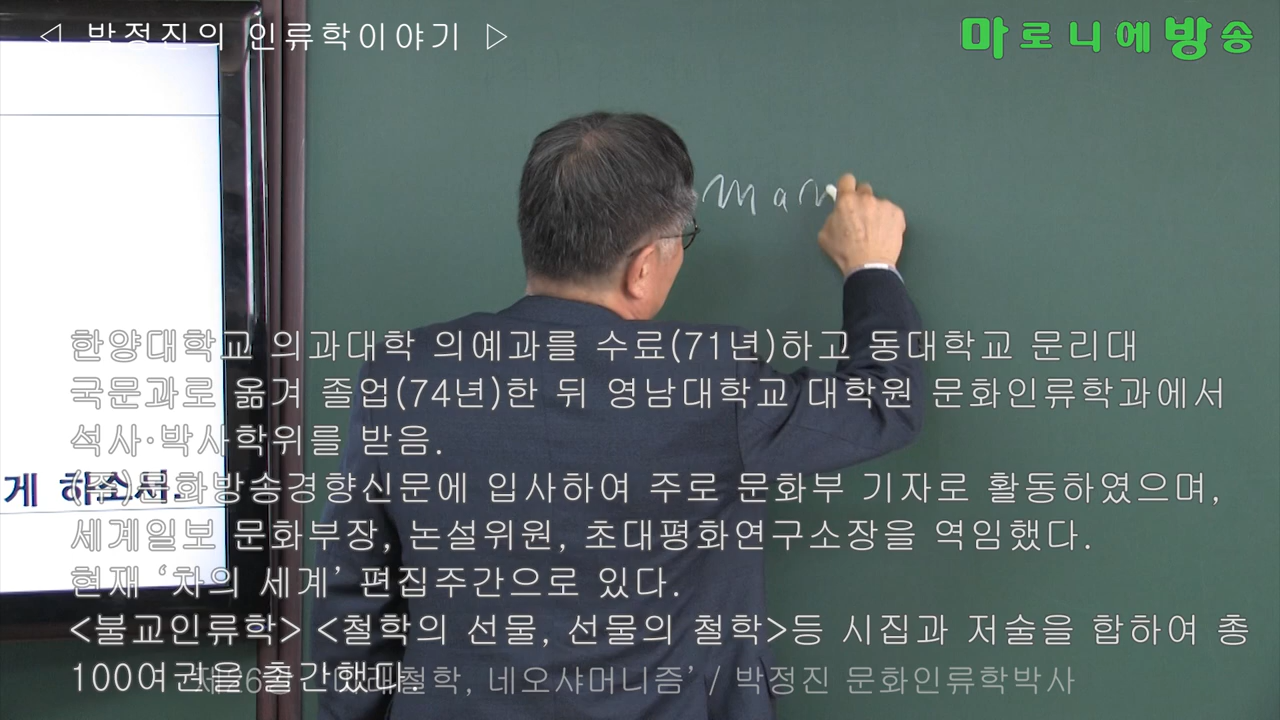 ◁ 박정진의 인류학이야기 ▷
마로니에방송
man
한양대학교 의과대학 의예과를 수료(71년)하고 동대학교 문리대
국문과로 옮겨 졸업(74년)한 뒤 영남대학교 대학원 문화인류학과에서
석사·박사학위를 받음.
(주)문화방송경향신문에 입사하여 주로 문화부 기자로 활동하였으며,
게 하소서.
세계일보 문화부장, 논설위원, 초대평화연구소장을 역임했다.
현재 ‘차의 세계’ 편집주간으로 있다.
<불교인류학> <철학의 선물, 선물의 철학>등 시집과 저술을 합하여 총
100여권을 출간했다.
철학, 네오샤머니즘’ / 박정진 문화인류학박사